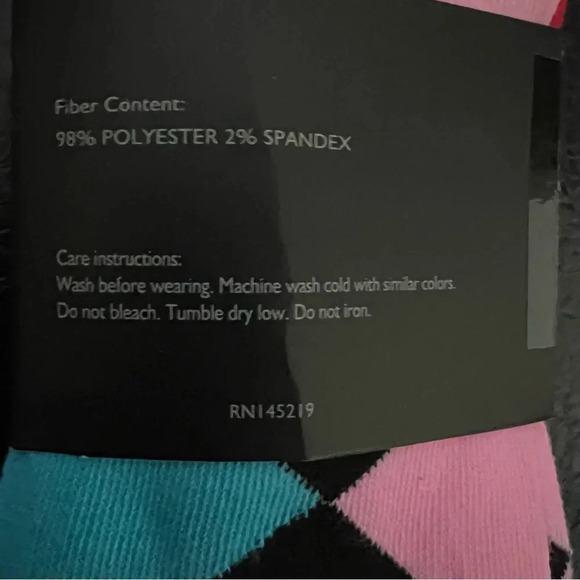 Fiber Content:
98% POLYESTER 2% SPANDEX
Care instructions:
Wash before wearing. Machine wash cold with similar colors.
Do not bleach. Tumble dry low. Do not iron.
RN145219